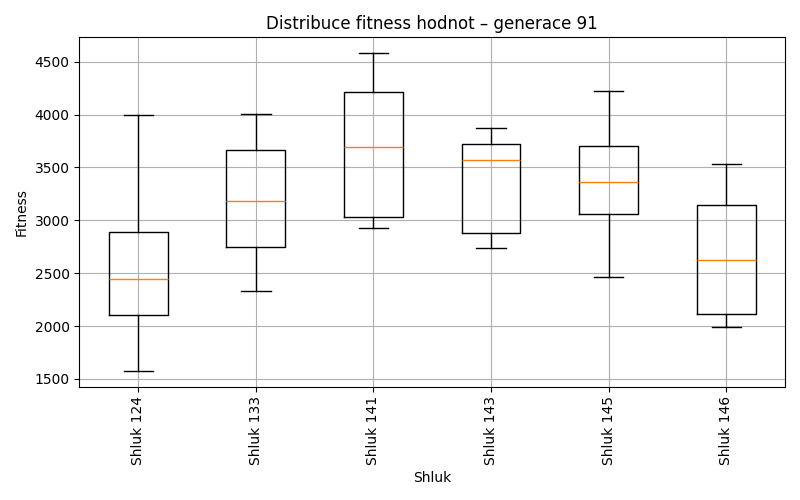 Distribuce fitness hodnot – generace 91
4500
4000
3500
3000
2500
2000
1500
Fitness
Shluk 124
Shluk 133
Shluk 141
Shluk 143
Shluk 145
Shluk 146
Shluk